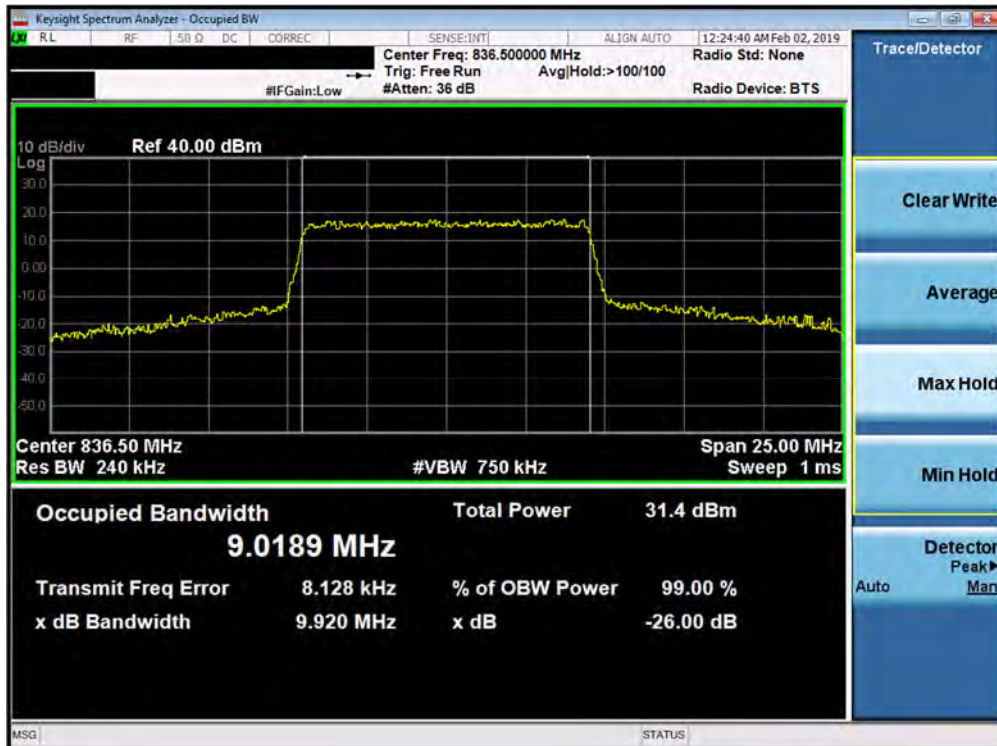 Keysight Spectrum Analyzer - Occupied BW
RL RF 50 Ω DC CORREC SENSE:INT ALIGN AUTO 12:24:40 AM Feb 02, 2019
Center Freq: 836.500000 MHz Radio Std: None
Trig: Free Run Avg|Hold:>100/100
#IFGain:Low #Atten: 36 dB Radio Device: BTS
10 dB/div Ref 40.00 dBm
Log
30.0
20.0
10.0
0.00
-10.0
-20.0
-30.0
-40.0
-50.0
Center 836.50 MHz Span 25.00 MHz
Res BW 240 kHz #VBW 750 kHz Sweep 1 ms
Occupied Bandwidth Total Power 31.4 dBm
9.0189 MHz
Transmit Freq Error 8.128 kHz % of OBW Power 99.00 %
x dB Bandwidth 9.920 MHz x dB -26.00 dB
MSG STATUS
Trace/Detector
Clear Write
Average
Max Hold
Min Hold
Detector
Peak▶
Auto Man